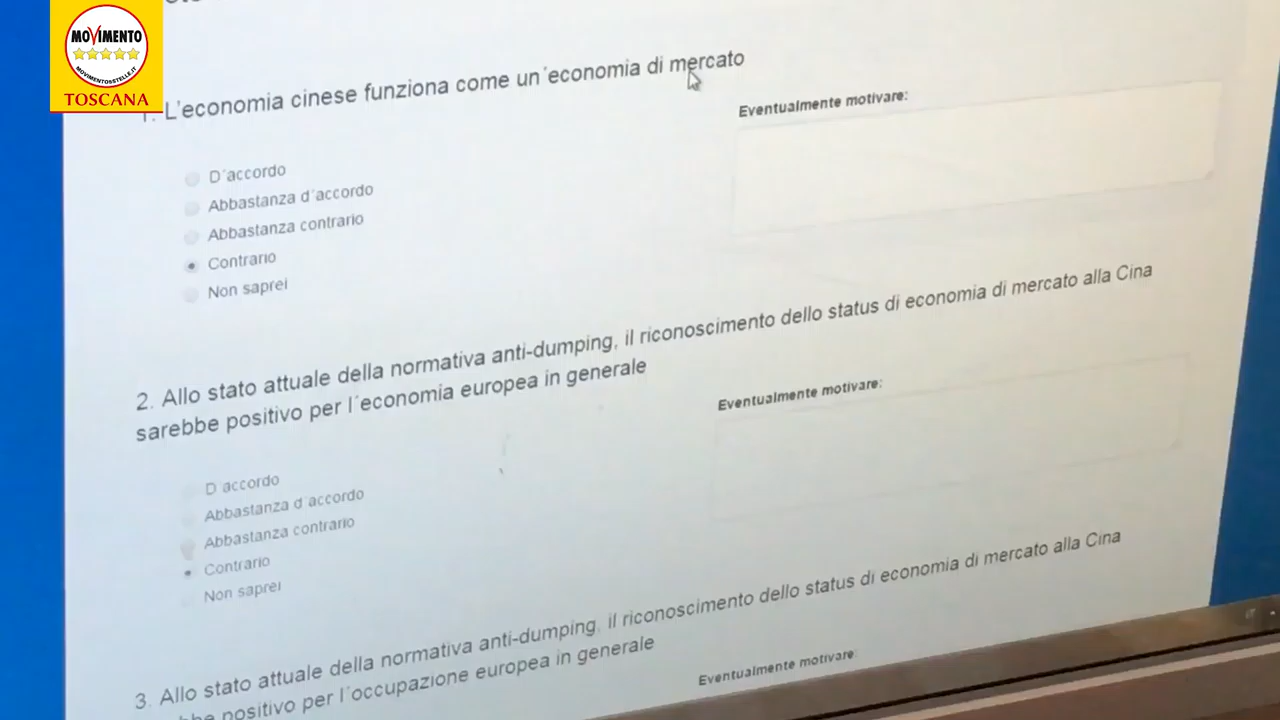 MOVIMENTO
MOVIMENTO5STELLE.IT
TOSCANA
1. L'economia cinese funziona come un´economia di mercato
Eventualmente motivare:
D´accordo
Abbastanza d´accordo
Abbastanza contrario
Contrario
Non saprei
2. Allo stato attuale della normativa anti-dumping, il riconoscimento dello status di economia di mercato alla Cina
sarebbe positivo per l´economia europea in generale
Eventualmente motivare:
D´accordo
Abbastanza d´accordo
Abbastanza contrario
Contrario
Non saprei
3. Allo stato attuale della normativa anti-dumping, il riconoscimento dello status di economia di mercato alla Cina
positivo per l´occupazione europea in generale
Eventualmente motivare: